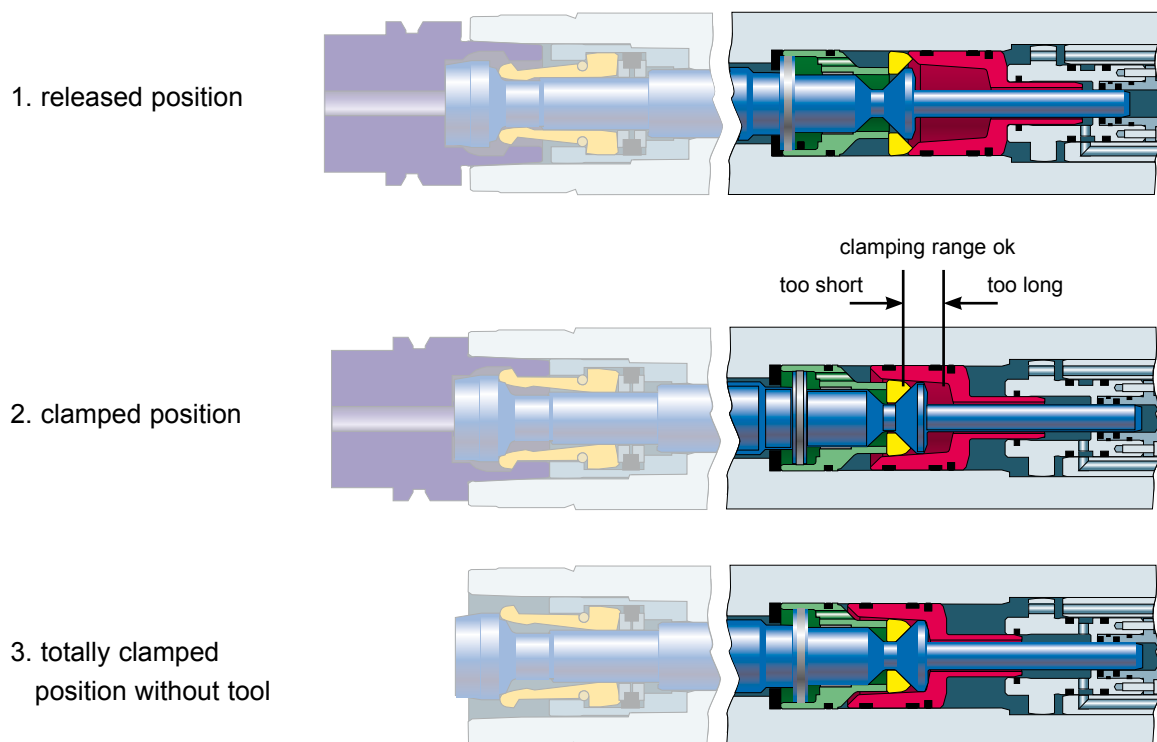 1. released position
clamping range ok
too short
too long
2. clamped position
3. totally clamped
position without tool